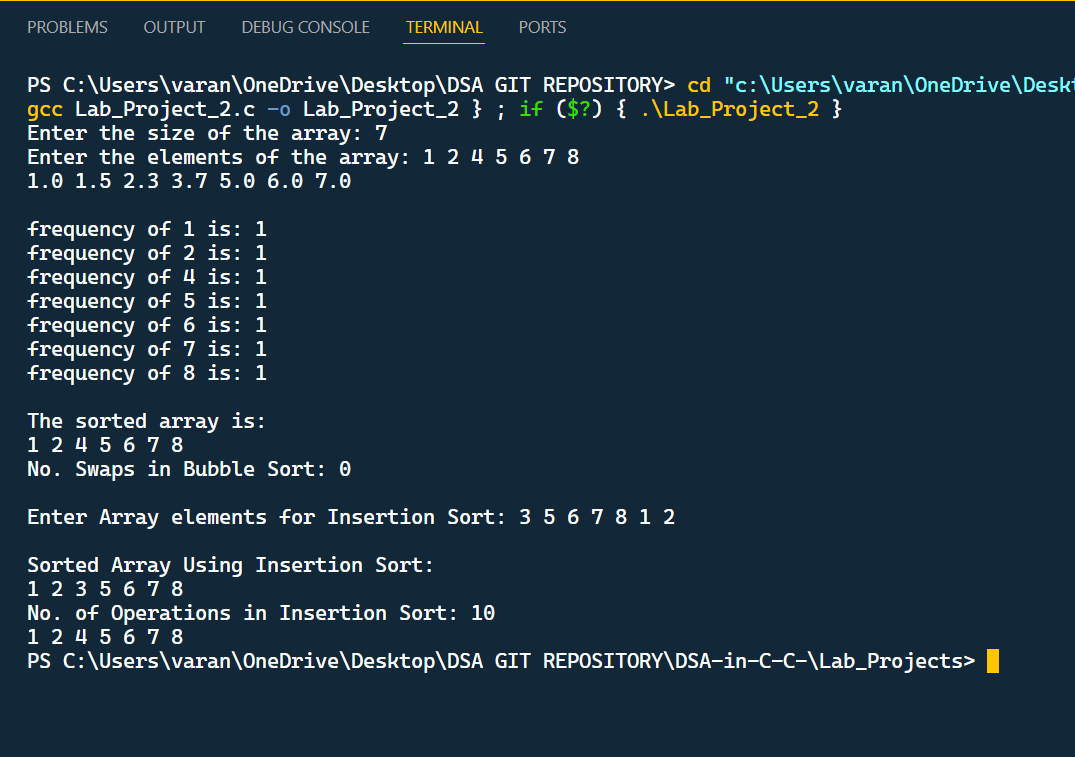 PROBLEMS OUTPUT DEBUG CONSOLE TERMINAL PORTS
PS C:\Users\varan\OneDrive\Desktop\DSA GIT REPOSITORY> cd "c:\Users\varan\OneDrive\Deskt
gcc Lab_Project_2.c -o Lab_Project_2 } ; if ($?) { .\Lab_Project_2 }
Enter the size of the array: 7
Enter the elements of the array: 1 2 4 5 6 7 8
1.0 1.5 2.3 3.7 5.0 6.0 7.0
frequency of 1 is: 1
frequency of 2 is: 1
frequency of 4 is: 1
frequency of 5 is: 1
frequency of 6 is: 1
frequency of 7 is: 1
frequency of 8 is: 1
The sorted array is:
1 2 4 5 6 7 8
No. Swaps in Bubble Sort: 0
Enter Array elements for Insertion Sort: 3 5 6 7 8 1 2
Sorted Array Using Insertion Sort:
1 2 3 5 6 7 8
No. of Operations in Insertion Sort: 10
1 2 4 5 6 7 8
PS C:\Users\varan\OneDrive\Desktop\DSA GIT REPOSITORY\DSA-in-C-C-\Lab_Projects>